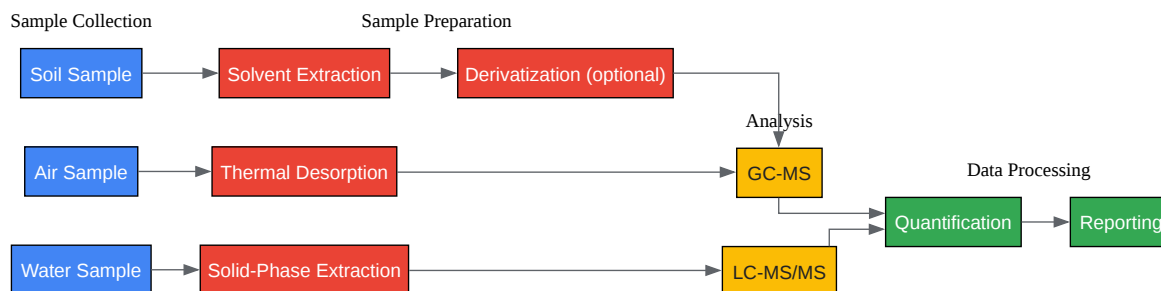 Sample Collection
Sample Preparation
Soil Sample
Solvent Extraction
Derivatization (optional)
Analysis
Air Sample
Thermal Desorption
GC-MS
Data Processing
Quantification
Reporting
Water Sample
Solid-Phase Extraction
LC-MS/MS